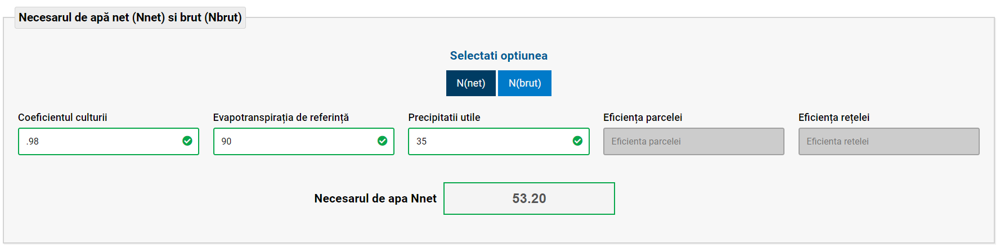 Necesarul de apă net (Nnet) si brut (Nbrut)
Selectati optiunea
N(net) N(brut)
Coeficientul culturii Evapotranspirația de referință Precipitatii utile Eficiența parcelei Eficiența rețelei
.98 90 35 Eficienta parcelei Eficienta retelei
Necesarul de apa Nnet 53.20